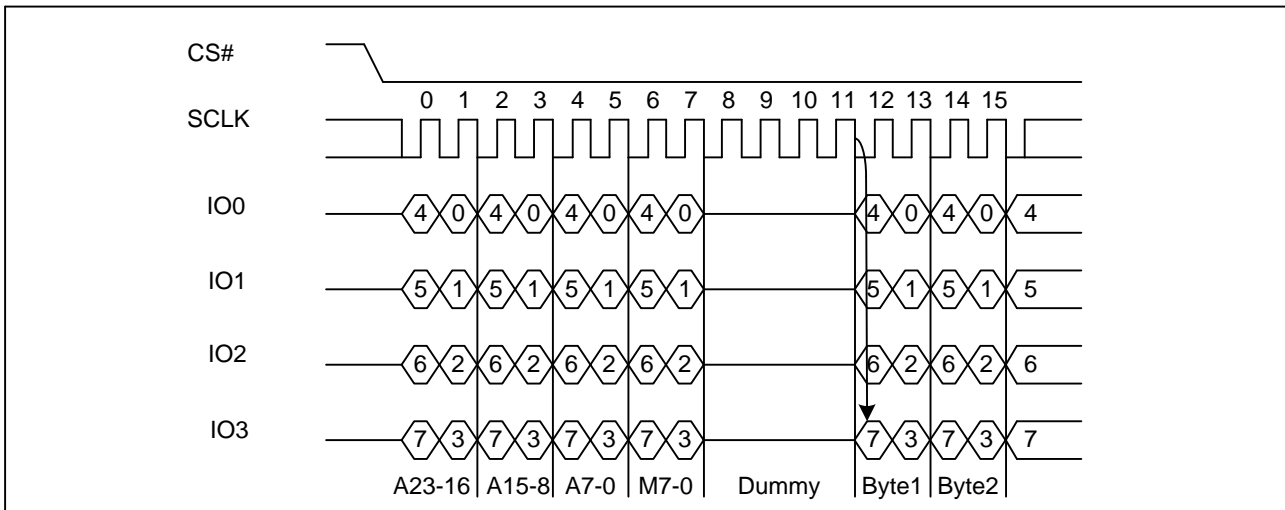 CS#
0 1 2 3 4 5 6 7 8 9 10 11 12 13 14 15
SCLK
IO0 4 0 4 0 4 0 4 0 4 0 4 0 4
IO1 5 1 5 1 5 1 5 1 5 1 5 1 5
IO2 6 2 6 2 6 2 6 2 6 2 6 2 6
IO3 7 3 7 3 7 3 7 3 7 3 7 3 7
A23-16 A15-8 A7-0 M7-0 Dummy Byte1 Byte2